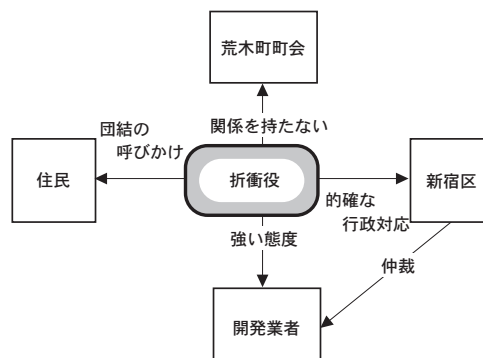 荒木町町会
団結の
呼びかけ
関係を持たない
住民
折衝役
新宿区
的確な
行政対応
強い態度
仲裁
開発業者